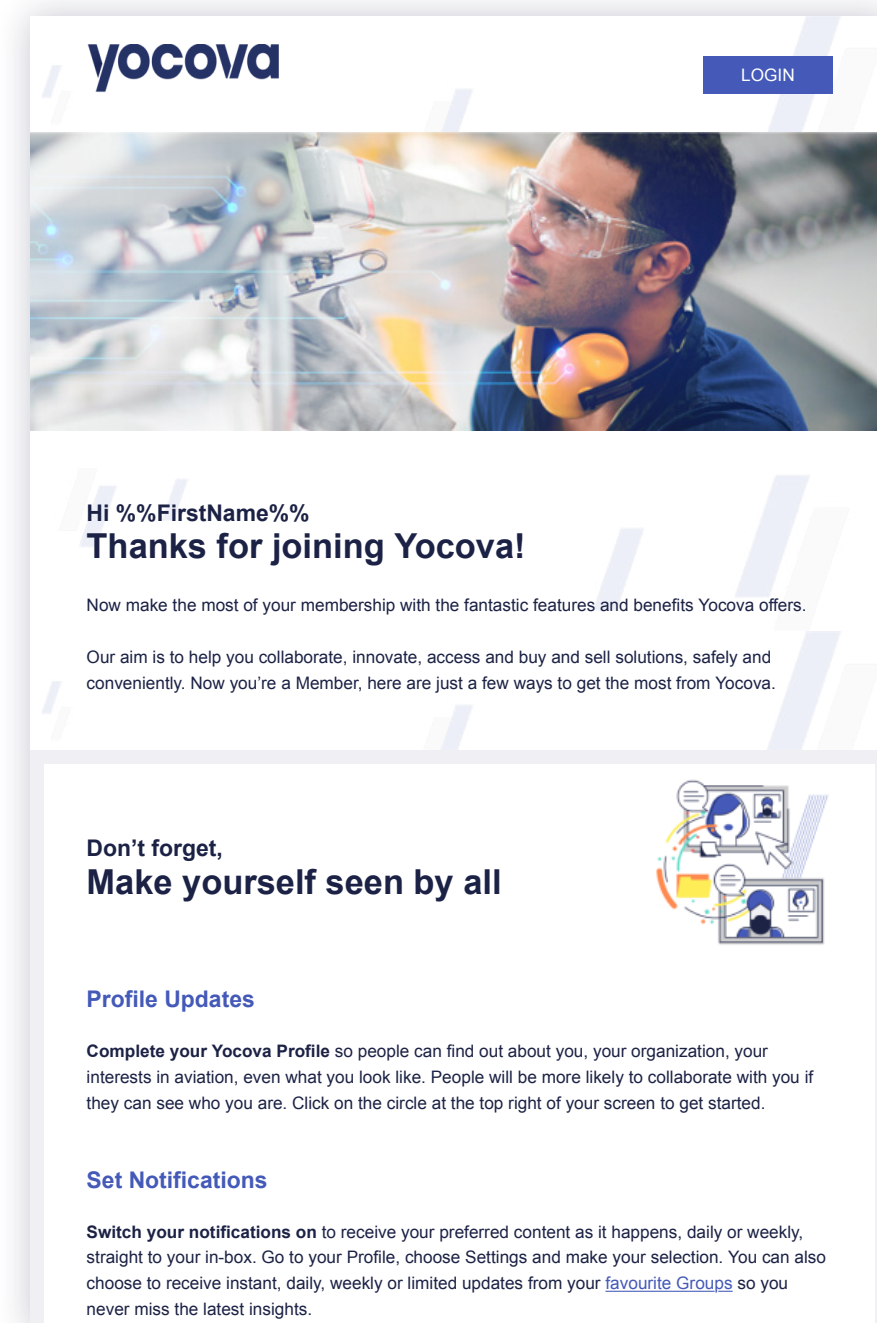 yocova
LOGIN
Hi %%FirstName%%
Thanks for joining Yocova!
Now make the most of your membership with the fantastic features and benefits Yocova offers.
Our aim is to help you collaborate, innovate, access and buy and sell solutions, safely and
conveniently. Now you’re a Member, here are just a few ways to get the most from Yocova.
Don’t forget,
Make yourself seen by all
Profile Updates
Complete your Yocova Profile so people can find out about you, your organization, your
interests in aviation, even what you look like. People will be more likely to collaborate with you if
they can see who you are. Click on the circle at the top right of your screen to get started.
Set Notifications
Switch your notifications on to receive your preferred content as it happens, daily or weekly,
straight to your in-box. Go to your Profile, choose Settings and make your selection. You can also
choose to receive instant, daily, weekly or limited updates from your favourite Groups so you
never miss the latest insights.